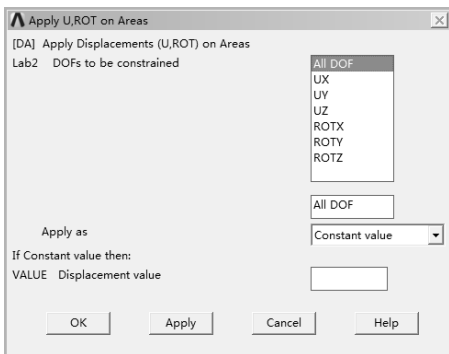 Apply U,ROT on Areas
[DA] Apply Displacements (U,ROT) on Areas
Lab2 DOFs to be constrained
All DOF
UX
UY
UZ
ROTX
ROTY
ROTZ
All DOF
Apply as Constant value
If Constant value then:
VALUE Displacement value
OK Apply Cancel Help